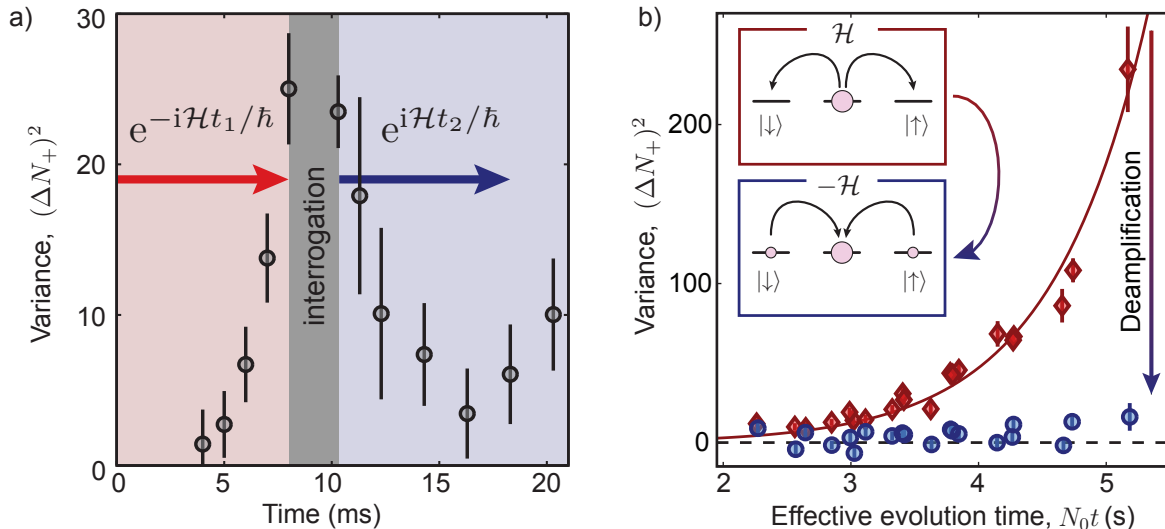 a)
30
20
10
0
Variance, (ΔN₊)²
e^{-iℋt₁/ħ}
e^{iℋt₂/ħ}
interrogation
0 5 10 15 20
Time (ms)
b)
200
100
0
Variance, (ΔN₊)²
ℋ
|↓⟩ |↑⟩
-ℋ
|↓⟩ |↑⟩
Deamplification
2 3 4 5
Effective evolution time, N₀t (s)